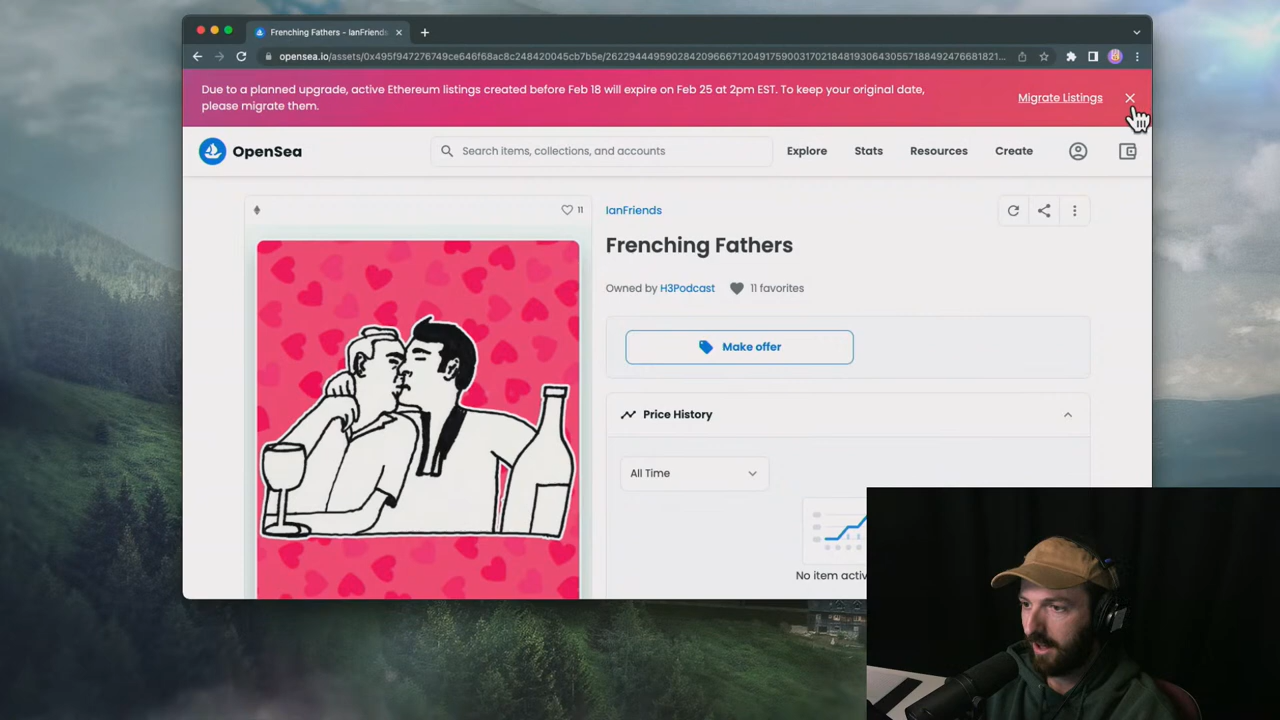 Frenching Fathers - IanFriends
opensea.io/assets/0x495f947276749ce646f68ac8c248420045cb7b5e/
Due to a planned upgrade, active Ethereum listings created before Feb 18 will expire on Feb 25 at 2pm EST. To keep your original date,
please migrate them.
Migrate Listings
OpenSea
Search items, collections, and accounts
Explore
Stats
Resources
Create
11
IanFriends
Frenching Fathers
Owned by H3Podcast
11 favorites
Make offer
Price History
All Time
No item activ